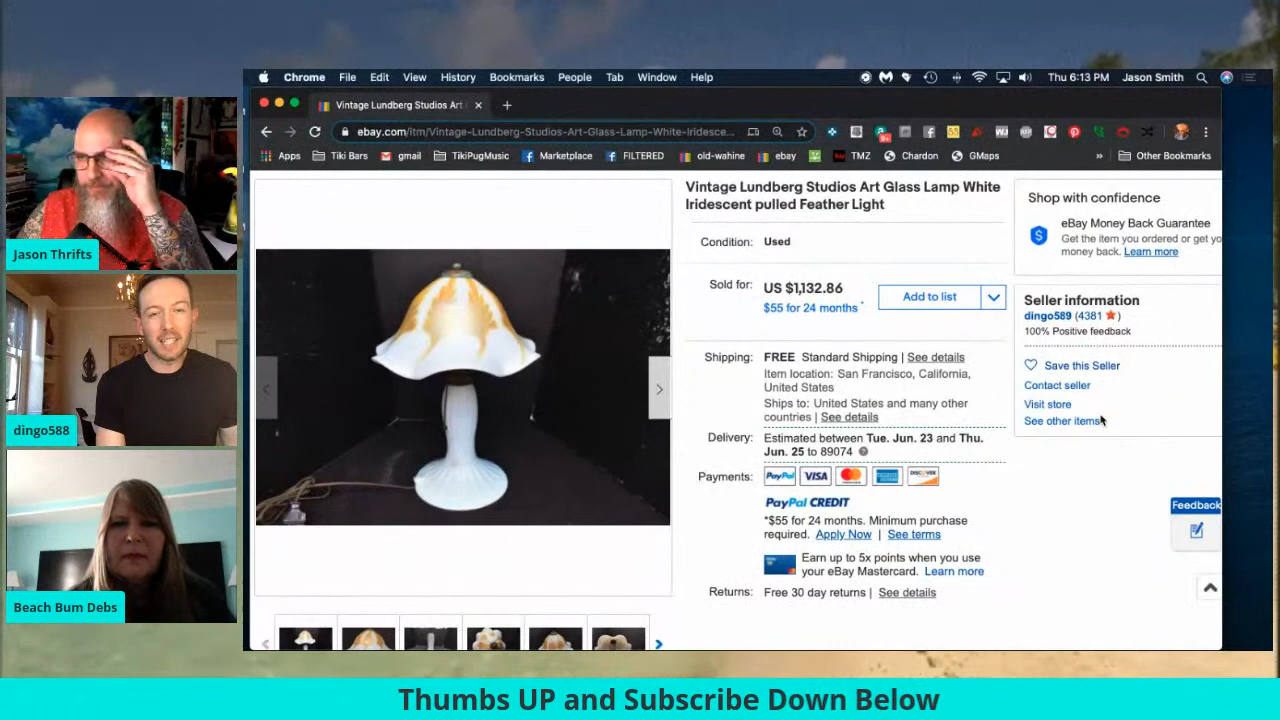 Chrome File Edit View History Bookmarks People Tab Window Help Thu 6:13 PM Jason Smith
Vintage Lundberg Studios Art
ebay.com/itm/Vintage-Lundberg-Studios-Art-Glass-Lamp-White-Iridesce...
Apps Tiki Bars gmail TikiPugMusic Marketplace FILTERED old-wahine ebay TMZ Chardon GMaps » Other Bookmarks
Vintage Lundberg Studios Art Glass Lamp White
Iridescent pulled Feather Light
Condition: Used
Sold for: US $1,132.86
$55 for 24 months*
Add to list
Shipping: FREE Standard Shipping | See details
Item location: San Francisco, California,
United States
Ships to: United States and many other
countries | See details
Delivery: Estimated between Tue. Jun. 23 and Thu.
Jun. 25 to 89074
Payments: PayPal VISA MasterCard DISCOVER
PayPal CREDIT
*$55 for 24 months. Minimum purchase
required. Apply Now | See terms
Earn up to 5x points when you use
your eBay Mastercard. Learn more
Returns: Free 30 day returns | See details
Shop with confidence
eBay Money Back Guarantee
Get the item you ordered or get yo
money back. Learn more
Seller information
dingo589 (4381)
100% Positive feedback
Save this Seller
Contact seller
Visit store
See other items
Feedback
Jason Thrifts
dingo588
Beach Bum Debs
Thumbs UP and Subscribe Down Below